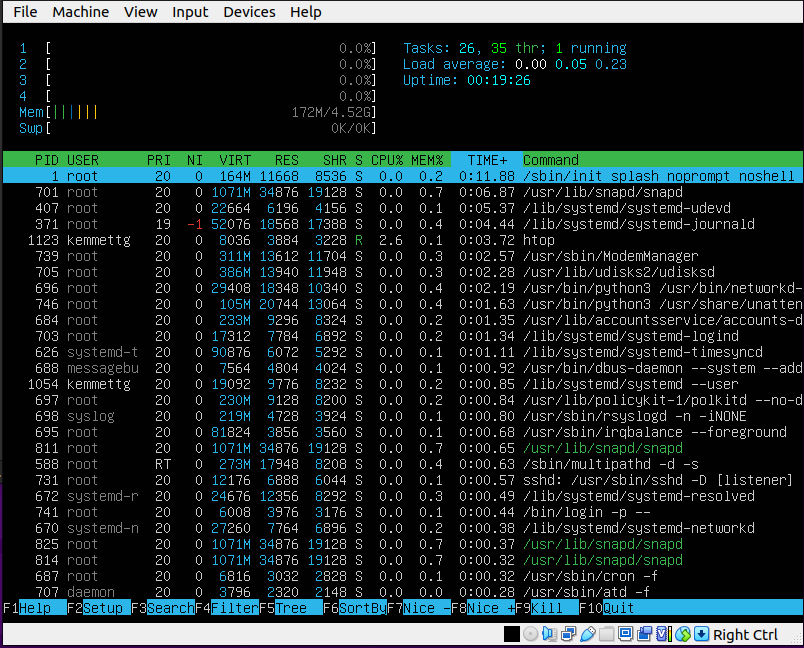 File Machine View Input Devices Help
1 [ 0.0%] Tasks: 26, 35 thr; 1 running
2 [ 0.0%] Load average: 0.00 0.05 0.23
3 [ 0.0%] Uptime: 00:19:26
4 [ 0.0%]
Mem[|||||| 172M/4.52G]
Swp[ 0K/0K]
PID USER PRI NI VIRT RES SHR S CPU% MEM% TIME+ Command
1 root 20 0 164M 11668 8536 S 0.0 0.2 0:11.88 /sbin/init splash noprompt noshell
701 root 20 0 1071M 34876 19128 S 0.0 0.7 0:06.87 /usr/lib/snapd/snapd
407 root 20 0 22664 6196 4156 S 0.0 0.1 0:05.37 /lib/systemd/systemd-udevd
371 root 19 -1 52076 18568 17388 S 0.0 0.4 0:04.44 /lib/systemd/systemd-journald
1123 kemmettg 20 0 8036 3884 3228 R 2.6 0.1 0:03.72 htop
739 root 20 0 311M 13612 11704 S 0.0 0.3 0:02.57 /usr/sbin/ModemManager
705 root 20 0 386M 13940 11948 S 0.0 0.3 0:02.28 /usr/lib/udisks2/udisksd
696 root 20 0 29408 18348 10340 S 0.0 0.4 0:02.19 /usr/bin/python3 /usr/bin/networkd-
746 root 20 0 105M 20744 13064 S 0.0 0.4 0:01.63 /usr/bin/python3 /usr/share/unatten
684 root 20 0 233M 9296 8324 S 0.0 0.2 0:01.35 /usr/lib/accountsservice/accounts-d
703 root 20 0 17312 7784 6892 S 0.0 0.2 0:01.34 /lib/systemd/systemd-logind
626 systemd-t 20 0 90876 6072 5292 S 0.0 0.1 0:01.11 /lib/systemd/systemd-timesyncd
688 messagebu 20 0 7564 4804 4024 S 0.0 0.1 0:00.92 /usr/bin/dbus-daemon --system --add
1054 kemmettg 20 0 19092 9776 8232 S 0.0 0.2 0:00.85 /lib/systemd/systemd --user
697 root 20 0 230M 9128 8200 S 0.0 0.2 0:00.84 /usr/lib/policykit-1/polkitd --no-d
698 syslog 20 0 219M 4728 3924 S 0.0 0.1 0:00.80 /usr/sbin/rsyslogd -n -iNONE
695 root 20 0 81824 3856 3560 S 0.0 0.1 0:00.68 /usr/sbin/irqbalance --foreground
811 root 20 0 1071M 34876 19128 S 0.0 0.7 0:00.65 /usr/lib/snapd/snapd
588 root RT 0 273M 17948 8208 S 0.0 0.4 0:00.63 /sbin/multipathd -d -s
731 root 20 0 12176 6888 6044 S 0.0 0.1 0:00.57 sshd: /usr/sbin/sshd -D [listener]
672 systemd-r 20 0 24676 12356 8292 S 0.0 0.3 0:00.49 /lib/systemd/systemd-resolved
741 root 20 0 6008 3976 3176 S 0.0 0.1 0:00.44 /bin/login -p --
670 systemd-n 20 0 27260 7764 6896 S 0.0 0.2 0:00.38 /lib/systemd/systemd-networkd
825 root 20 0 1071M 34876 19128 S 0.0 0.7 0:00.37 /usr/lib/snapd/snapd
814 root 20 0 1071M 34876 19128 S 0.0 0.7 0:00.32 /usr/lib/snapd/snapd
687 root 20 0 6816 3032 2828 S 0.0 0.1 0:00.32 /usr/sbin/cron -f
707 daemon 20 0 3796 2320 2148 S 0.0 0.0 0:00.28 /usr/sbin/atd -f
F1Help F2Setup F3SearchF4FilterF5Tree F6SortByF7Nice -F8Nice +F9Kill F10Quit
Right Ctrl